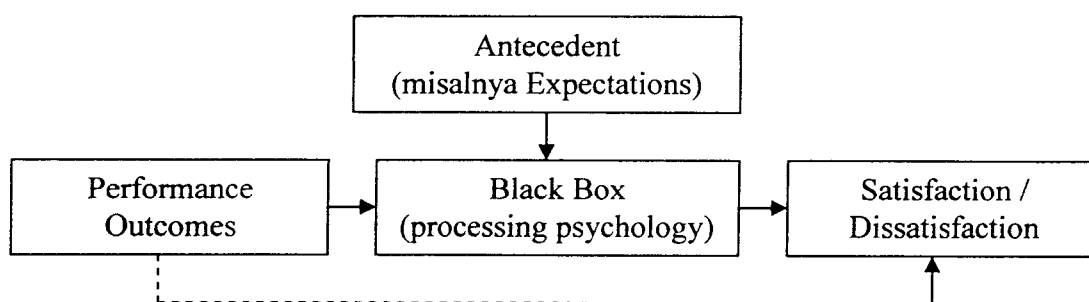 Antecedent
(misalnya Expectations)
Performance
Outcomes
Black Box
(processing psychology)
Satisfaction /
Dissatisfaction